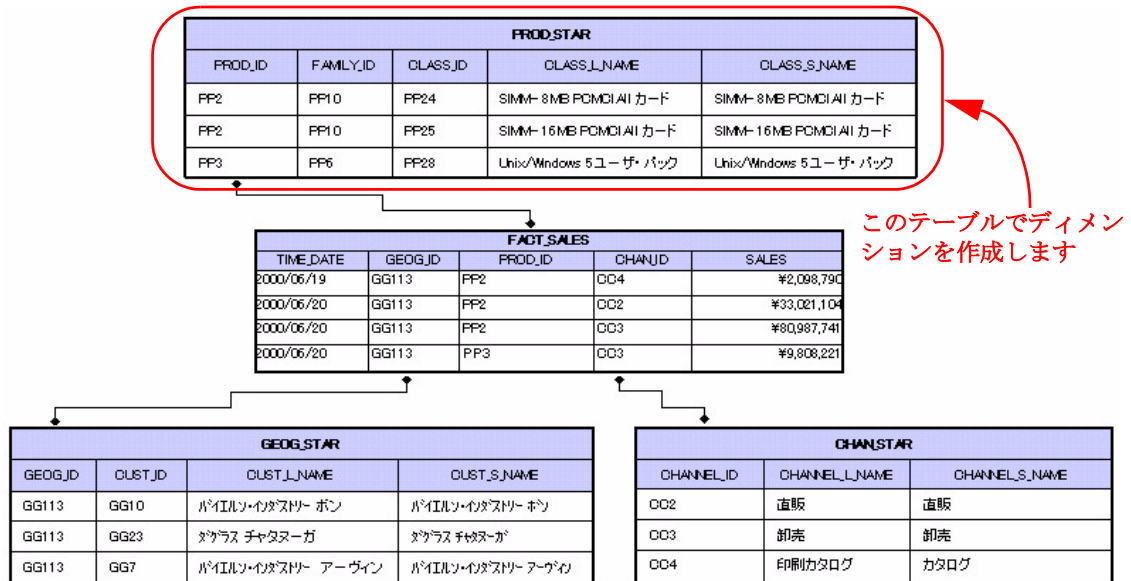 PROD_STAR
PROD_ID FAMILY_ID CLASS_ID CLASS_L_NAME CLASS_S_NAME
PP2 PP10 PP24 SIMM- 8MB PCMCIAII カード SIMM- 8MB PCMCIAII カード
PP2 PP10 PP25 SIMM- 16MB PCMCIAII カード SIMM- 16MB PCMCIAII カード
PP3 PP6 PP28 Unix/Windows 5ユーザ・パック Unix/Windows 5ユーザ・パック
このテーブルでディメン
ションを作成します
FACT_SALES
TIME_DATE GEOG_ID PROD_ID CHAN_ID SALES
2000/06/19 GG113 PP2 CC4 ¥2,098,790
2000/06/20 GG113 PP2 CC2 ¥33,021,104
2000/06/20 GG113 PP2 CC3 ¥80,987,741
2000/06/20 GG113 PP3 CC3 ¥9,808,221
GEOG_STAR
GEOG_ID CUST_ID CUST_L_NAME CUST_S_NAME
GG113 GG10 バイエルン・インダストリー ボン バイエルン・インダストリー ボン
GG113 GG23 ダグラス チャタヌーガ ダグラス チャタヌーガ
GG113 GG7 バイエルン・インダストリー アーヴィン バイエルン・インダストリー アーヴィン
CHAN_STAR
CHANNEL_ID CHANNEL_L_NAME CHANNEL_S_NAME
CC2 直販 直販
CC3 卸売 卸売
CC4 印刷カタログ カタログ